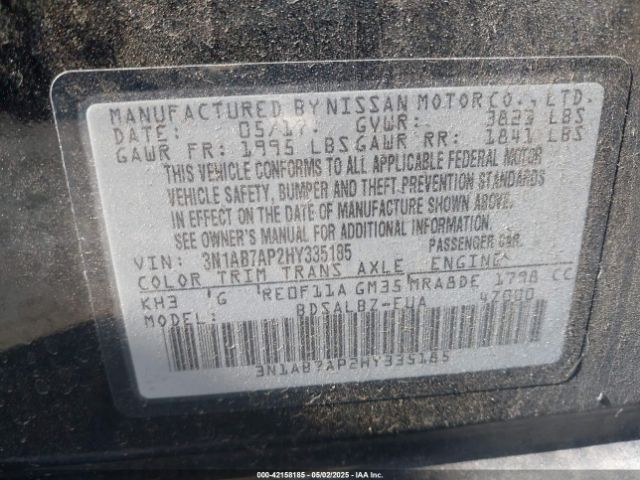 MANUFACTURED BY NISSAN MOTOR CO., LTD.
DATE: 05/17 GVWR: 3823 LBS
GAWR FR: 1995 LBS GAWR RR: 1841 LBS
THIS VEHICLE CONFORMS TO ALL APPLICABLE FEDERAL MOTOR
VEHICLE SAFETY, BUMPER AND THEFT PREVENTION STANDARDS
IN EFFECT ON THE DATE OF MANUFACTURE SHOWN ABOVE.
SEE OWNER'S MANUAL FOR ADDITIONAL INFORMATION.
VIN: 3N1AB7AP2HY335185 PASSENGER CAR
COLOR TRIM TRANS AXLE ENGINE
KH3 G RE0F11A GM35 MRA8DE 1798 CC
MODEL: BDSALBZ-EUA 47000
3N1AB7AP2HY335185
000-42158185 - 05/02/2025 - IAA Inc.